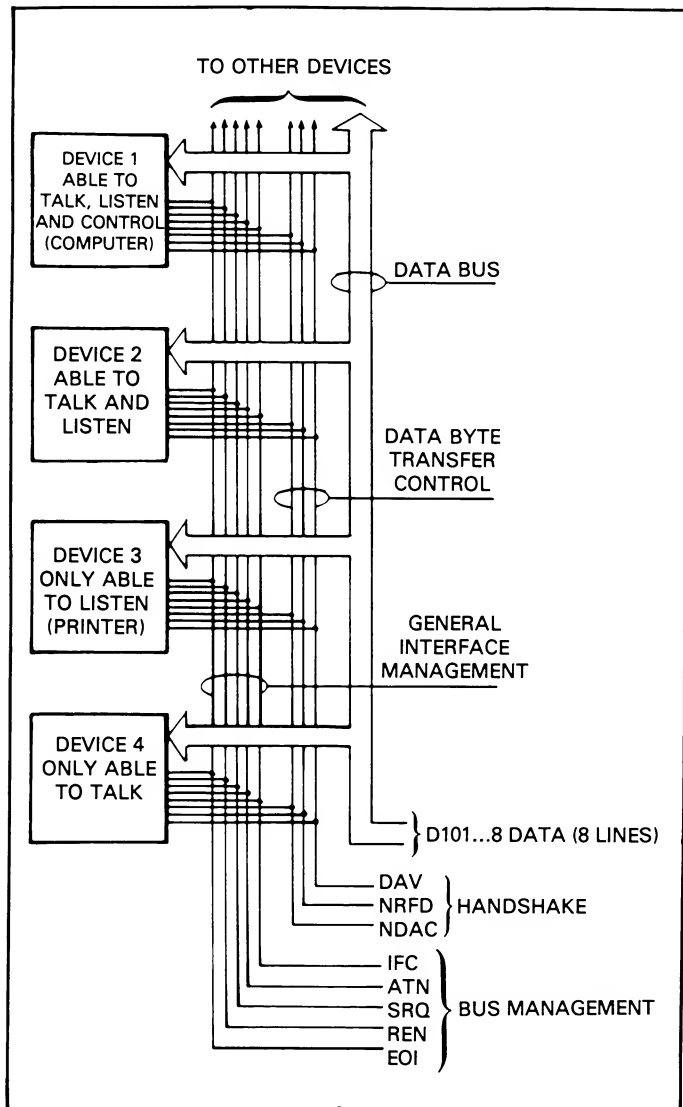 TO OTHER DEVICES
DEVICE 1
ABLE TO
TALK, LISTEN
AND CONTROL
(COMPUTER)
DATA BUS
DEVICE 2
ABLE TO
TALK AND
LISTEN
DATA BYTE
TRANSFER
CONTROL
DEVICE 3
ONLY ABLE
TO LISTEN
(PRINTER)
GENERAL
INTERFACE
MANAGEMENT
DEVICE 4
ONLY ABLE
TO TALK
D101...8 DATA (8 LINES)
DAV
NRFD
NDAC
HANDSHAKE
IFC
ATN
SRQ
REN
EOI
BUS MANAGEMENT